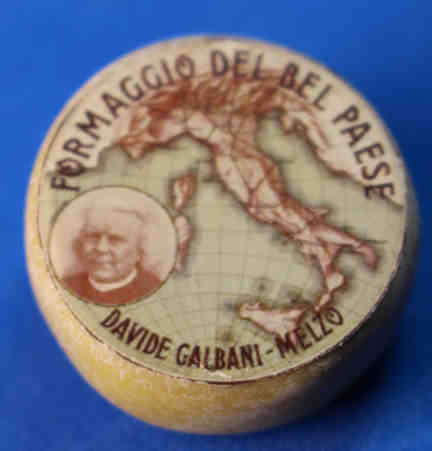 FORMAGGIO DEL BEL PAESE
DAVIDE GALBANI - MELZO